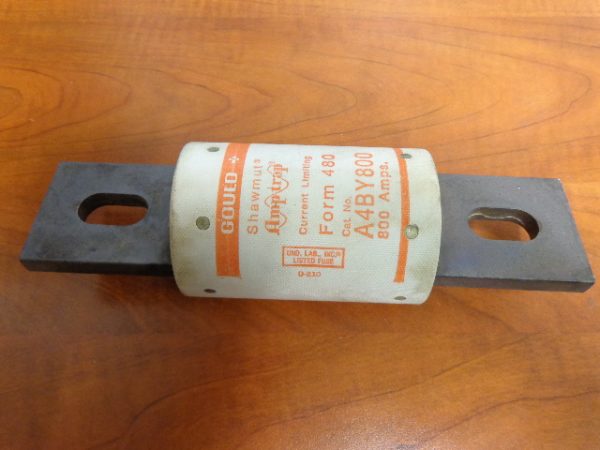 GOULD
Shawmut
Amp-trap
Current Limiting
Form 480
Cat. No.
A4BY800
800 Amps.
UND. LAB., INC.®
LISTED FUSE